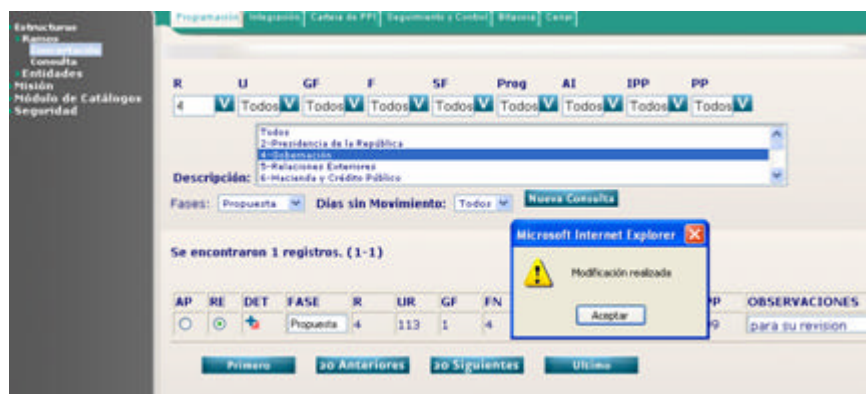 Programación Integración Cartera de PPI Seguimiento y Control Bitácora Cerrar
Estructuras
Ramos
Concertación
Consulta
Entidades
Misión
Módulo de Catálogos
Seguridad
R U GF F SF Prog AI IPP PP
4 Todos Todos Todos Todos Todos Todos Todos Todos
Todos
2-Presidencia de la República
4-Gobernación
5-Relaciones Exteriores
6-Hacienda y Crédito Público
Descripción:
Fases: Propuesta Días sin Movimiento: Todos Nueva Consulta
Microsoft Internet Explorer
Modificación realizada
Aceptar
Se encontraron 1 registros. (1-1)
AP RE DET FASE R UR GF FN OBSERVACIONES
Propuesta 4 113 1 4 para su revision
Primero 20 Anteriores 20 Siguientes Ultimo